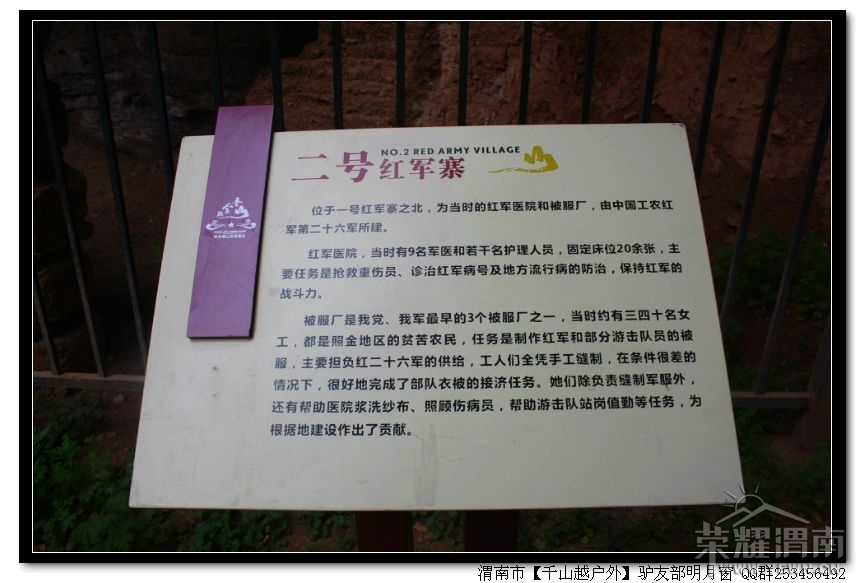 NO.2 RED ARMY VILLAGE
二号红军寨
位于一号红军寨之北，为当时的红军医院和被服厂，由中国工农红
军第二十六军所建。
红军医院，当时有9名军医和若干名护理人员，固定床位20余张，主
要任务是抢救重伤员、诊治红军病号及地方流行病的防治，保持红军的
战斗力。
被服厂是我党、我军最早的3个被服厂之一，当时约有三四十名女
工，都是照金地区的贫苦农民，任务是制作红军和部分游击队员的被
服，主要担负红二十六军的供给，工人们全凭手工缝制，在条件很差的
情况下，很好地完成了部队衣被的接济任务。她们除负责缝制军服外，
还有帮助医院浆洗纱布、照顾伤病员，帮助游击队站岗值勤等任务，为
根据地建设作出了贡献。
荣耀渭南
渭南市【千山越户外】驴友部明月窗 QQ群253456492